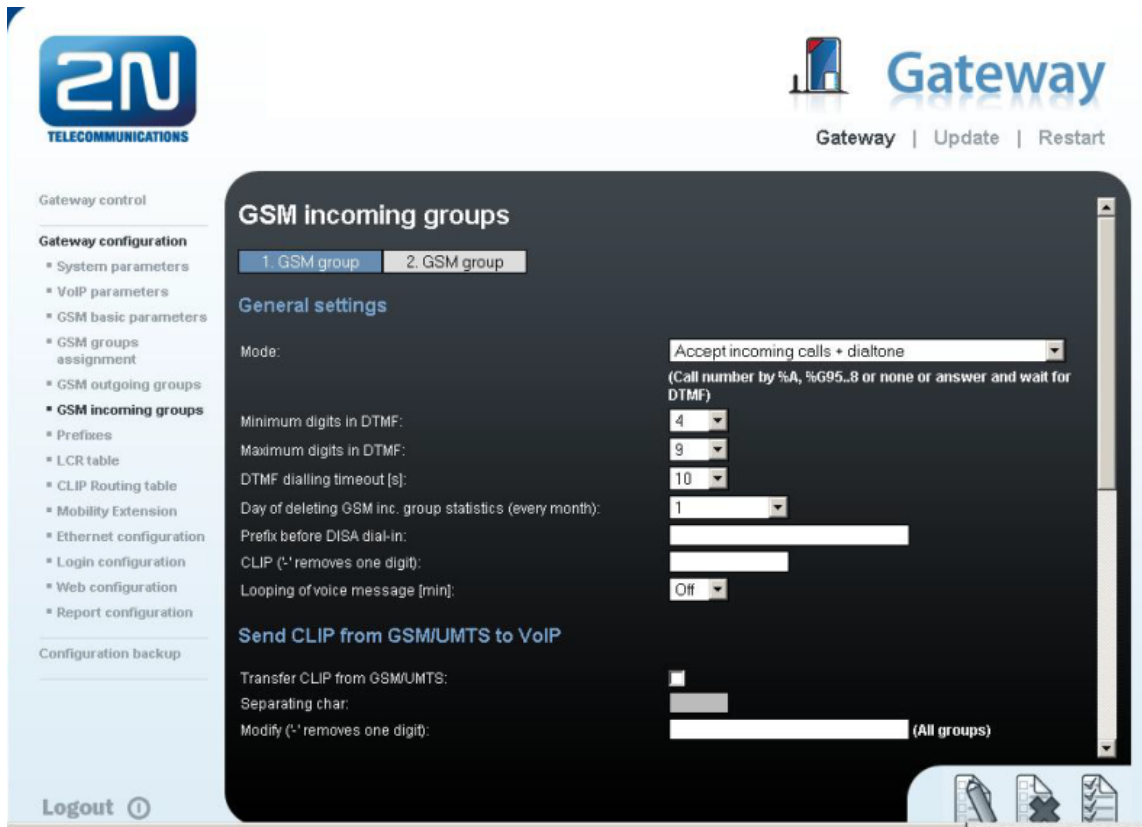 2N
TELECOMMUNICATIONS
Gateway
Gateway | Update | Restart
Gateway control
Gateway configuration
System parameters
VoIP parameters
GSM basic parameters
GSM groups
assignment
GSM outgoing groups
GSM incoming groups
Prefixes
LCR table
CLIP Routing table
Mobility Extension
Ethernet configuration
Login configuration
Web configuration
Report configuration
Configuration backup
Logout
GSM incoming groups
1. GSM group 2. GSM group
General settings
Mode: Accept incoming calls + dialtone
(Call number by %A, %G95..8 or none or answer and wait for
DTMF)
Minimum digits in DTMF: 4
Maximum digits in DTMF: 9
DTMF dialling timeout [s]: 10
Day of deleting GSM inc. group statistics (every month): 1
Prefix before DISA dial-in:
CLIP ('-' removes one digit):
Looping of voice message [min]: Off
Send CLIP from GSM/UMTS to VoIP
Transfer CLIP from GSM/UMTS:
Separating char:
Modify ('-' removes one digit): (All groups)